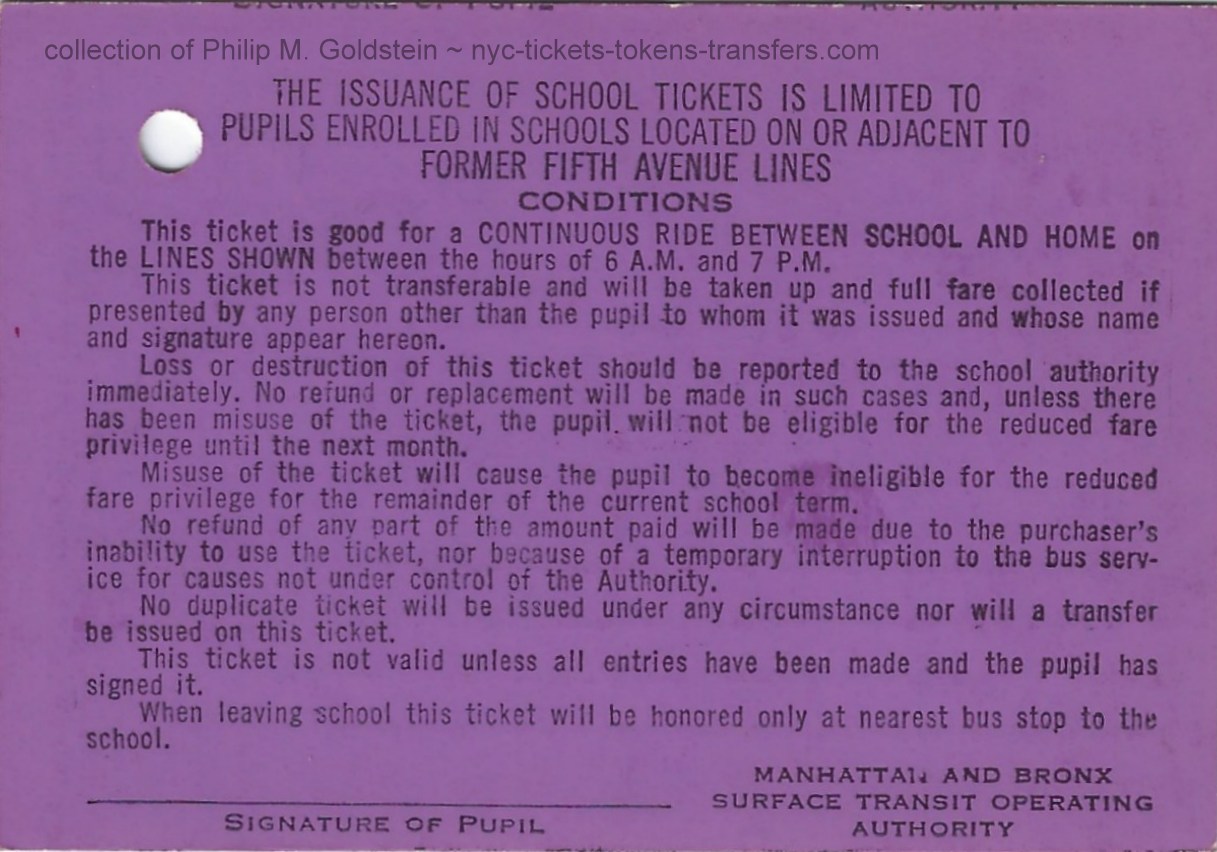 SIGNATURE OF PUPIL AUTHORITY
collection of Philip M. Goldstein ~ nyc-tickets-tokens-transfers.com
THE ISSUANCE OF SCHOOL TICKETS IS LIMITED TO
PUPILS ENROLLED IN SCHOOLS LOCATED ON OR ADJACENT TO
FORMER FIFTH AVENUE LINES
CONDITIONS
This ticket is good for a CONTINUOUS RIDE BETWEEN SCHOOL AND HOME on
the LINES SHOWN between the hours of 6 A.M. and 7 P.M.
This ticket is not transferable and will be taken up and full fare collected if
presented by any person other than the pupil to whom it was issued and whose name
and signature appear hereon.
Loss or destruction of this ticket should be reported to the school authority
immediately. No refund or replacement will be made in such cases and, unless there
has been misuse of the ticket, the pupil will not be eligible for the reduced fare
privilege until the next month.
Misuse of the ticket will cause the pupil to become ineligible for the reduced
fare privilege for the remainder of the current school term.
No refund of any part of the amount paid will be made due to the purchaser's
inability to use the ticket, nor because of a temporary interruption to the bus serv-
ice for causes not under control of the Authority.
No duplicate ticket will be issued under any circumstance nor will a transfer
be issued on this ticket.
This ticket is not valid unless all entries have been made and the pupil has
signed it.
When leaving school this ticket will be honored only at nearest bus stop to the
school.
MANHATTAN AND BRONX
SURFACE TRANSIT OPERATING
AUTHORITY
SIGNATURE OF PUPIL